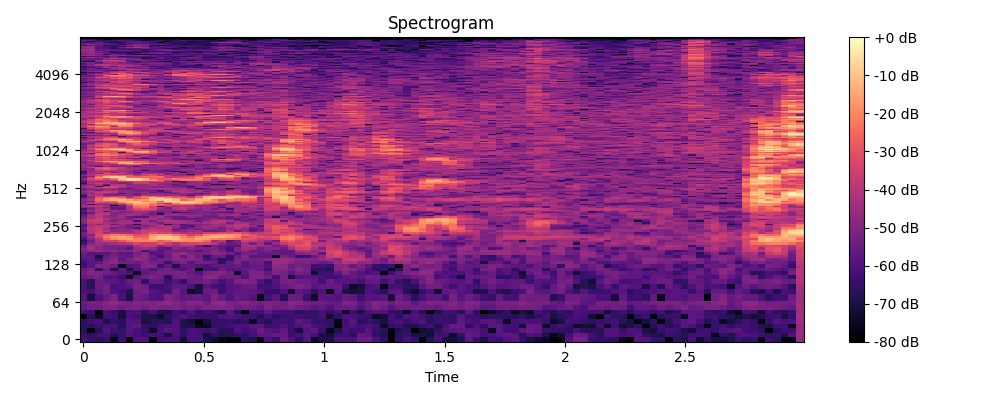 Spectrogram
4096
2048
1024
512
256
128
64
0
Hz
0
0.5
1
1.5
2
2.5
Time
+0 dB
-10 dB
-20 dB
-30 dB
-40 dB
-50 dB
-60 dB
-70 dB
-80 dB